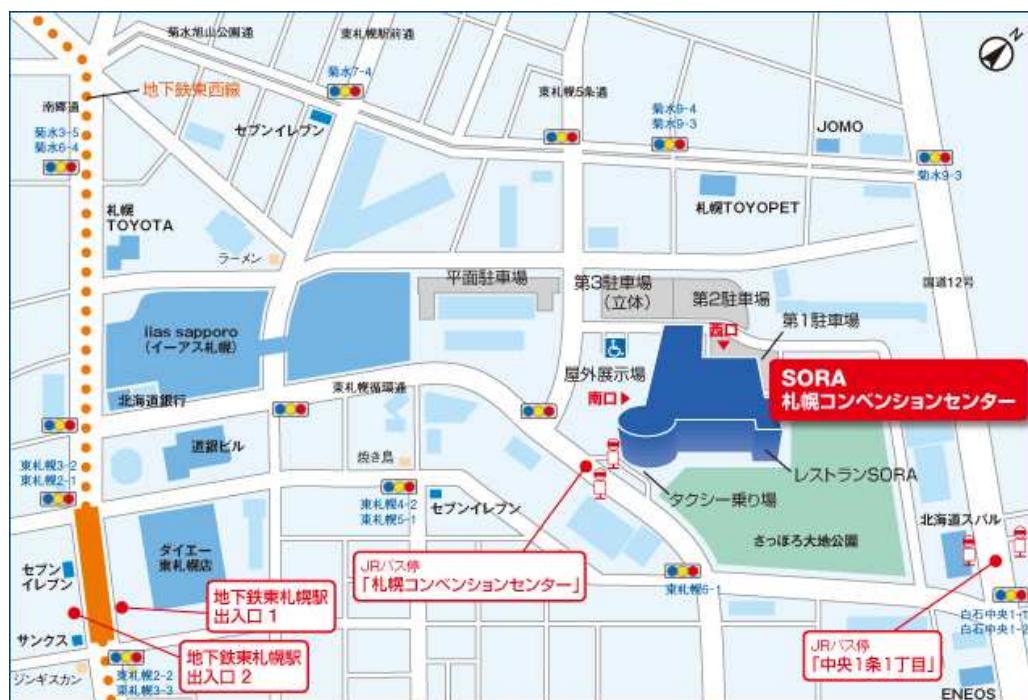 菊水旭山公園通
東札幌駅前通
N
地下鉄東西線
菊水7-4
東札幌5条通
南郷通
菊水3-5
菊水6-4
セブンイレブン
菊水9-4
菊水9-3
JOMO
菊水9-3
札幌
TOYOTA
札幌TOYOPET
ラーメン
平面駐車場
第3駐車場
（立体）
第2駐車場
国道12号
第1駐車場
西口
iias sapporo
（イーアス札幌）
屋外展示場
SORA
札幌コンベンションセンター
東札幌循環通
南口
北海道銀行
道銀ビル
焼き鳥
レストランSORA
東札幌3-2
東札幌2-1
タクシー乗り場
東札幌4-2
東札幌5-1
セブンイレブン
北海道スバル
さっぽろ大地公園
ダイエー
東札幌店
セブン
イレブン
JRバス停
「札幌コンベンションセンター」
東札幌6-1
地下鉄東札幌駅
出入口 1
白石中央1-1
白石中央1-2
サンクス
地下鉄東札幌駅
出入口 2
JRバス停
「中央1条1丁目」
ジンギスカン
東札幌2-2
東札幌3-3
ENEOS